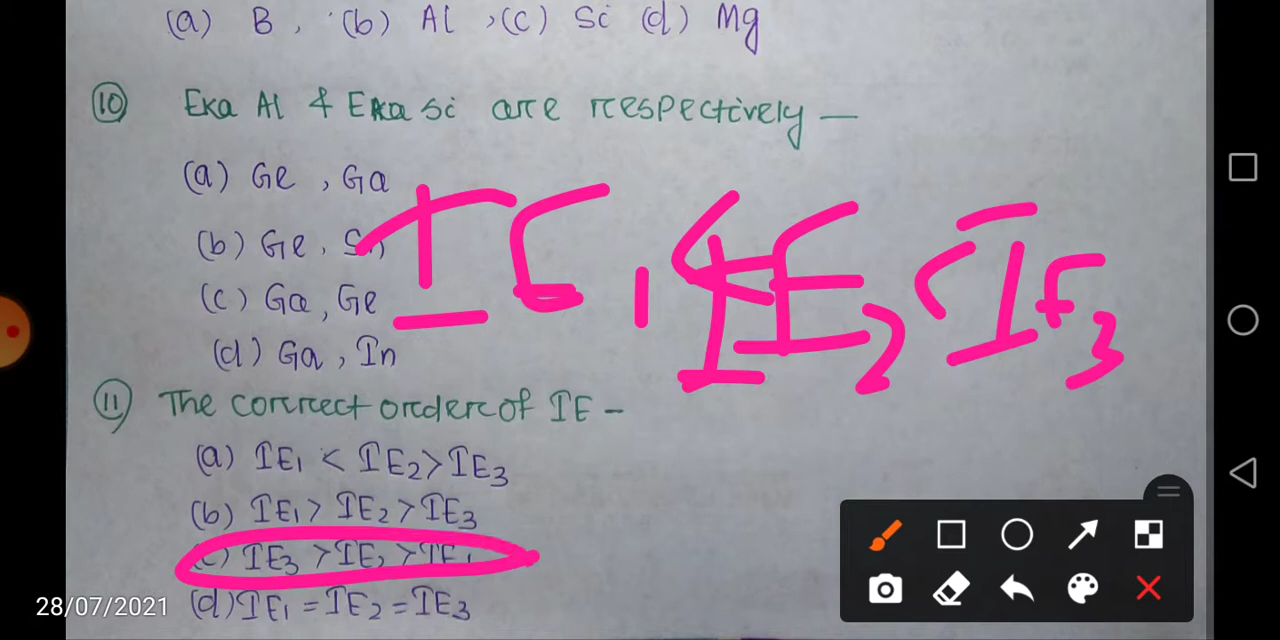 (a) B, (b) Al, (c) Si (d) Mg
(10) Eka Al & Eka si are respectively —
(a) Ge, Ga
(b) Ge, Sn
(c) Ga, Ge
(d) Ga, In
IE1 < IE2 < IE3
(11) The correct order of IE -
(a) IE1 < IE2 > IE3
(b) IE1 > IE2 > IE3
(c) IE3 > IE2 > IE1
(d) IE1 = IE2 = IE3
28/07/2021